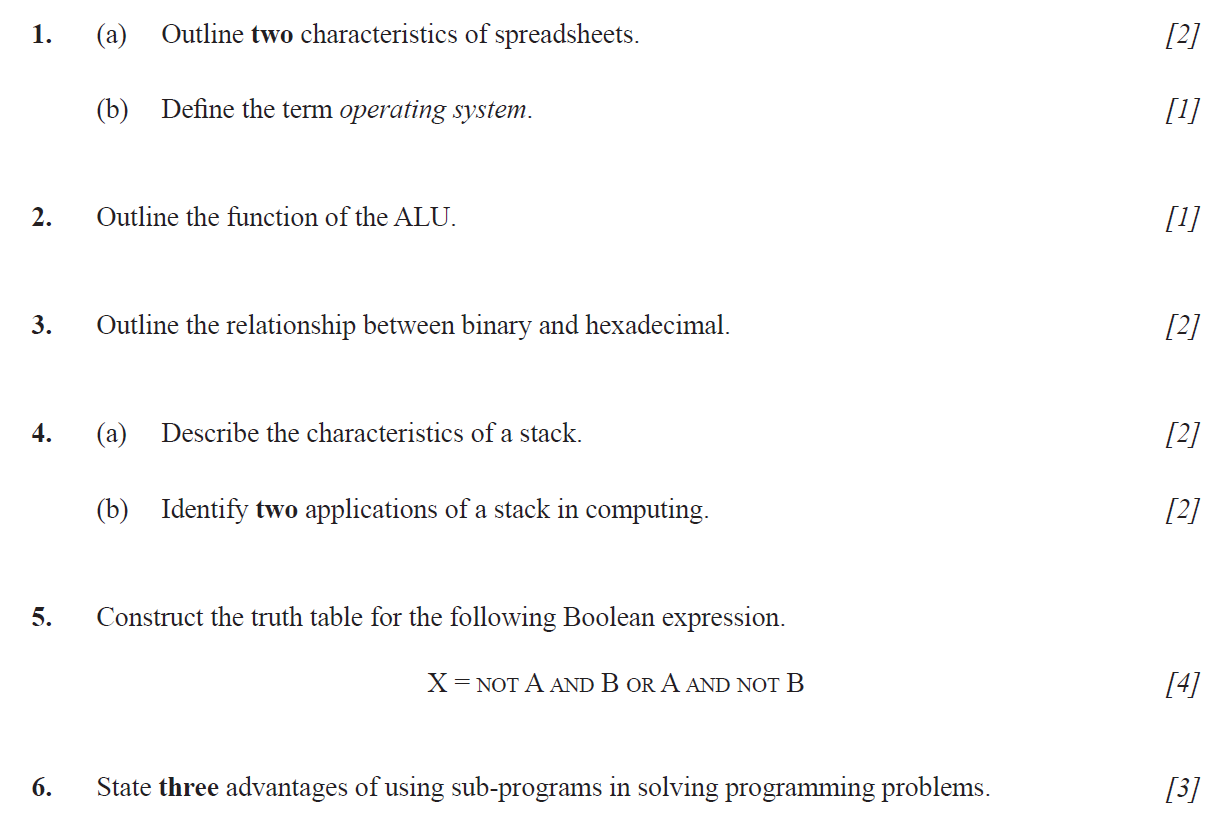 1. (a) Outline two characteristics of spreadsheets. [2]
(b) Define the term operating system. [1]
2. Outline the function of the ALU. [1]
3. Outline the relationship between binary and hexadecimal. [2]
4. (a) Describe the characteristics of a stack. [2]
(b) Identify two applications of a stack in computing. [2]
5. Construct the truth table for the following Boolean expression.
X = NOT A AND B OR A AND NOT B [4]
6. State three advantages of using sub-programs in solving programming problems. [3]